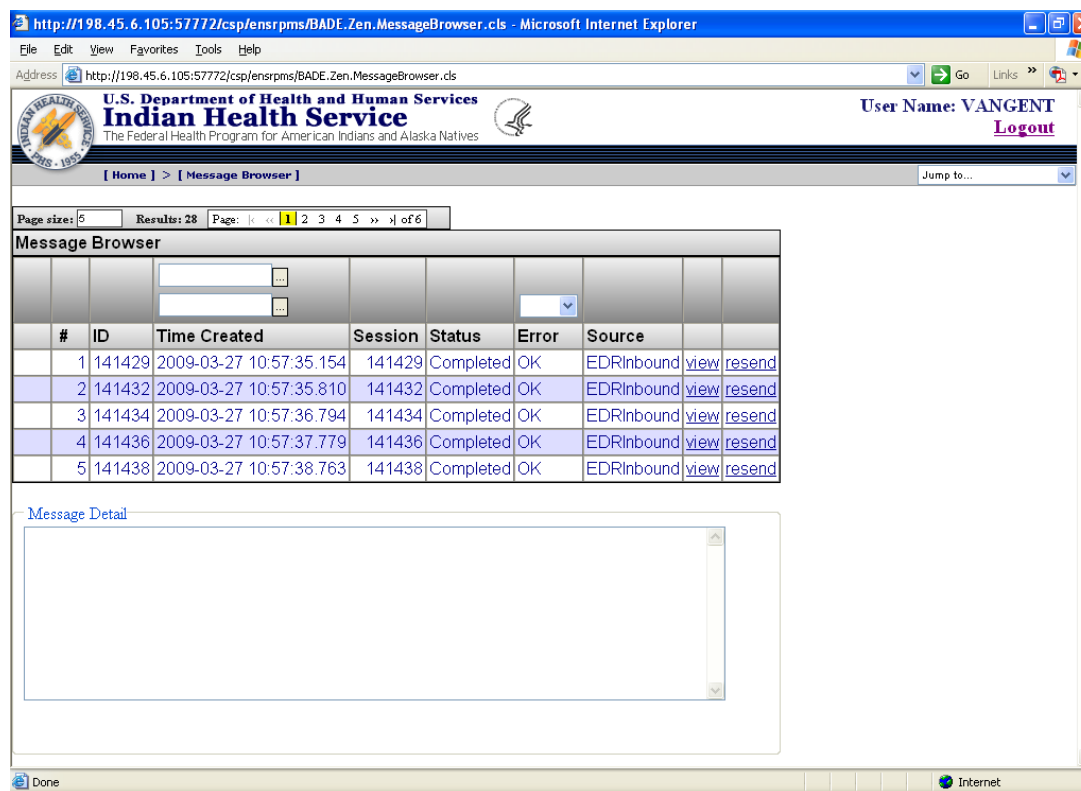 http://198.45.6.105:57772/csp/ensrpms/BADE.Zen.MessageBrowser.cls - Microsoft Internet Explorer
File Edit View Favorites Tools Help
Address http://198.45.6.105:57772/csp/ensrpms/BADE.Zen.MessageBrowser.cls Go Links »
U.S. Department of Health and Human Services
Indian Health Service
The Federal Health Program for American Indians and Alaska Natives
User Name: VANGENT
Logout
INDIAN HEALTH SERVICE PHS · 1955
[ Home ] > [ Message Browser ] Jump to...
Page size: 5 Results: 28 Page: |‹ ‹‹ 1 2 3 4 5 ›› ›| of 6
Message Browser
... 
...
# ID Time Created Session Status Error Source
1 141429 2009-03-27 10:57:35.154 141429 Completed OK EDRInbound view resend
2 141432 2009-03-27 10:57:35.810 141432 Completed OK EDRInbound view resend
3 141434 2009-03-27 10:57:36.794 141434 Completed OK EDRInbound view resend
4 141436 2009-03-27 10:57:37.779 141436 Completed OK EDRInbound view resend
5 141438 2009-03-27 10:57:38.763 141438 Completed OK EDRInbound view resend
Message Detail
Done Internet